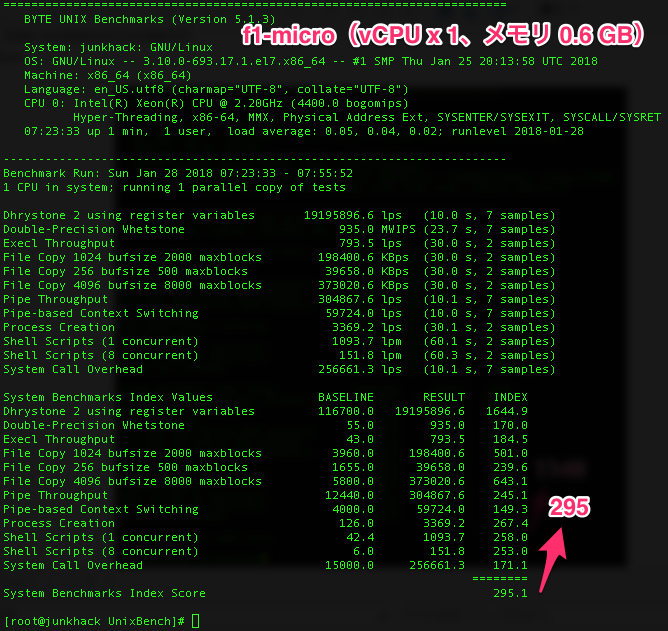 ========================================================================
BYTE UNIX Benchmarks (Version 5.1.3)
f1-micro（vCPU x 1、メモリ 0.6 GB）
System: junkhack: GNU/Linux
OS: GNU/Linux -- 3.10.0-693.17.1.el7.x86_64 -- #1 SMP Thu Jan 25 20:13:58 UTC 2018
Machine: x86_64 (x86_64)
Language: en_US.utf8 (charmap="UTF-8", collate="UTF-8")
CPU 0: Intel(R) Xeon(R) CPU @ 2.20GHz (4400.0 bogomips)
Hyper-Threading, x86-64, MMX, Physical Address Ext, SYSENTER/SYSEXIT, SYSCALL/SYSRET
07:23:33 up 1 min, 1 user, load average: 0.05, 0.04, 0.02; runlevel 2018-01-28
------------------------------------------------------------------------
Benchmark Run: Sun Jan 28 2018 07:23:33 - 07:55:52
1 CPU in system; running 1 parallel copy of tests
Dhrystone 2 using register variables 19195896.6 lps (10.0 s, 7 samples)
Double-Precision Whetstone 935.0 MWIPS (23.7 s, 7 samples)
Execl Throughput 793.5 lps (30.0 s, 2 samples)
File Copy 1024 bufsize 2000 maxblocks 198400.6 KBps (30.0 s, 2 samples)
File Copy 256 bufsize 500 maxblocks 39658.0 KBps (30.0 s, 2 samples)
File Copy 4096 bufsize 8000 maxblocks 373020.6 KBps (30.0 s, 2 samples)
Pipe Throughput 304867.6 lps (10.1 s, 7 samples)
Pipe-based Context Switching 59724.0 lps (10.0 s, 7 samples)
Process Creation 3369.2 lps (30.1 s, 2 samples)
Shell Scripts (1 concurrent) 1093.7 lpm (60.1 s, 2 samples)
Shell Scripts (8 concurrent) 151.8 lpm (60.3 s, 2 samples)
System Call Overhead 256661.3 lps (10.1 s, 7 samples)
System Benchmarks Index Values BASELINE RESULT INDEX
Dhrystone 2 using register variables 116700.0 19195896.6 1644.9
Double-Precision Whetstone 55.0 935.0 170.0
Execl Throughput 43.0 793.5 184.5
File Copy 1024 bufsize 2000 maxblocks 3960.0 198400.6 501.0
File Copy 256 bufsize 500 maxblocks 1655.0 39658.0 239.6
File Copy 4096 bufsize 8000 maxblocks 5800.0 373020.6 643.1
Pipe Throughput 12440.0 304867.6 245.1
Pipe-based Context Switching 4000.0 59724.0 149.3
295
Process Creation 126.0 3369.2 267.4
Shell Scripts (1 concurrent) 42.4 1093.7 258.0
Shell Scripts (8 concurrent) 6.0 151.8 253.0
System Call Overhead 15000.0 256661.3 171.1
========
System Benchmarks Index Score 295.1
[root@junkhack UnixBench]#